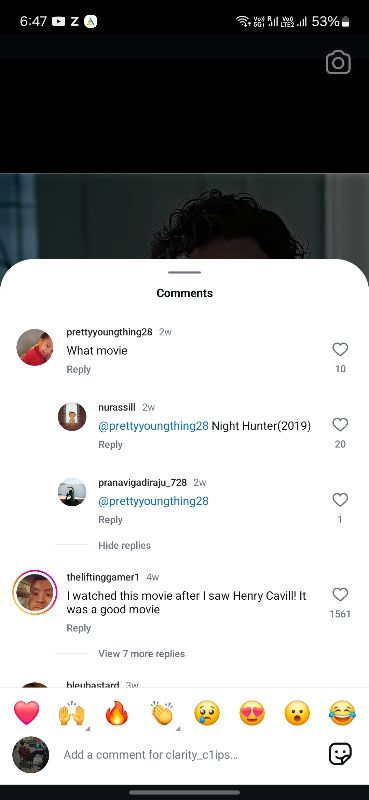 6:47 Z 53%
Vo)) 5G+ R Vo)) LTE2
Comments
prettyyoungthing28 2w
What movie
Reply
10
nurassill 2w
@prettyyoungthing28 Night Hunter(2019)
Reply
20
pranavigadiraju_728 2w
@prettyyoungthing28
Reply
1
Hide replies
theliftinggamer1 4w
I watched this movie after I saw Henry Cavill! It
was a good movie
Reply
1561
View 7 more replies
bleubastard 3w
Add a comment for clarity_c1ips...